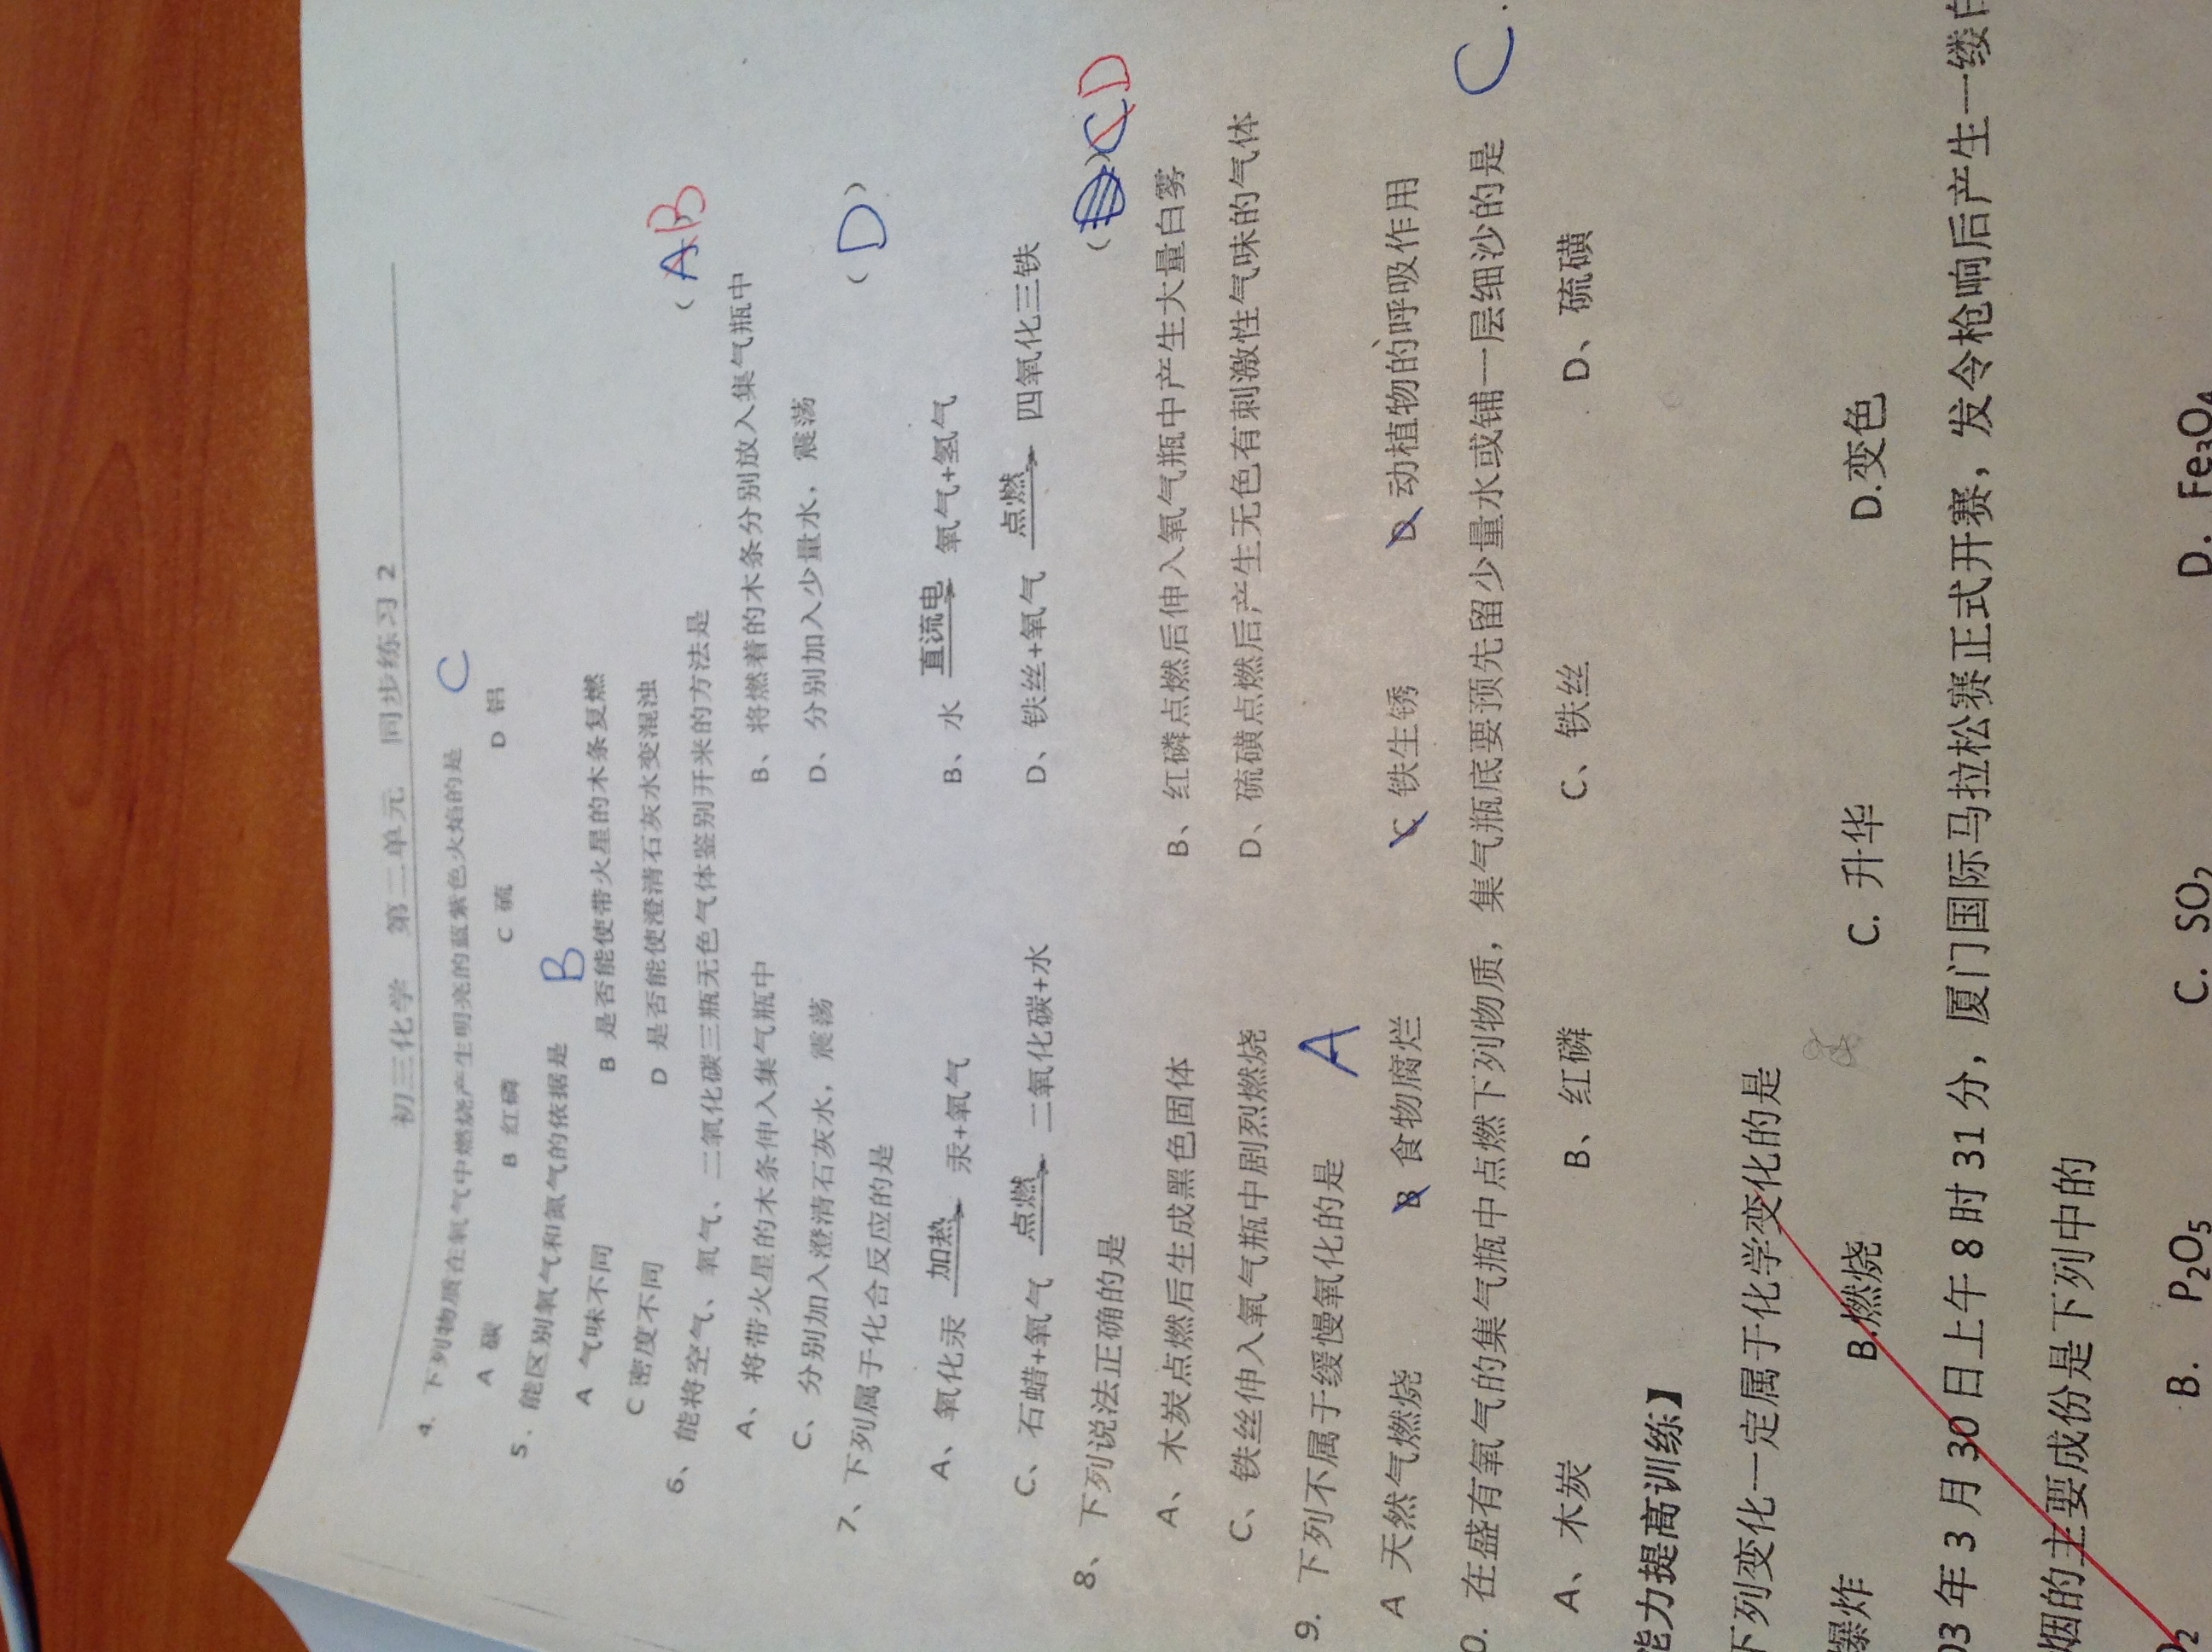 初三化学 第二单元 同步练习 2
4. 下列物质在氧气中燃烧产生明亮的蓝紫色火焰的是 C
A 碳 B 红磷 C 硫 D 铝
5. 能区别氧气和氮气的依据是 B
A 气味不同 B 是否能使带火星的木条复燃
C 密度不同 D 是否能使澄清石灰水变混浊
6、能将空气、氧气、二氧化碳三瓶无色气体鉴别开来的方法是 (AB
A、将带火星的木条伸入集气瓶中 B、将燃着的木条分别放入集气瓶中
C、分别加入澄清石灰水，震荡 D、分别加入少量水，震荡
7、下列属于化合反应的是 (D)
A、氧化汞 加热 汞+氧气 B、水 直流电 氧气+氢气
C、石蜡+氧气 点燃 二氧化碳+水 D、铁丝+氧气 点燃 四氧化三铁
8、下列说法正确的是 (D)CD
A、木炭点燃后生成黑色固体 B、红磷点燃后伸入氧气瓶中产生大量白雾
C、铁丝伸入氧气瓶中剧烈燃烧 D、硫磺点燃后产生无色有刺激性气味的气体
9. 下列不属于缓慢氧化的是 A
A 天然气燃烧 B 食物腐烂 C 铁生锈 D 动植物的呼吸作用
0. 在盛有氧气的集气瓶中点燃下列物质，集气瓶底要预先留少量水或铺一层细沙的是 C.
A、木炭 B、红磷 C、铁丝 D、硫磺
能力提高训练】
下列变化一定属于化学变化的是
爆炸 B.燃烧 C. 升华 D.变色
03 年 3 月 30 日上午 8 时 31 分，厦门国际马拉松赛正式开赛，发令枪响后产生一缕白
烟的主要成份是下列中的
O₂ B. P₂O₅ C. SO₂ D. Fe₃O₄